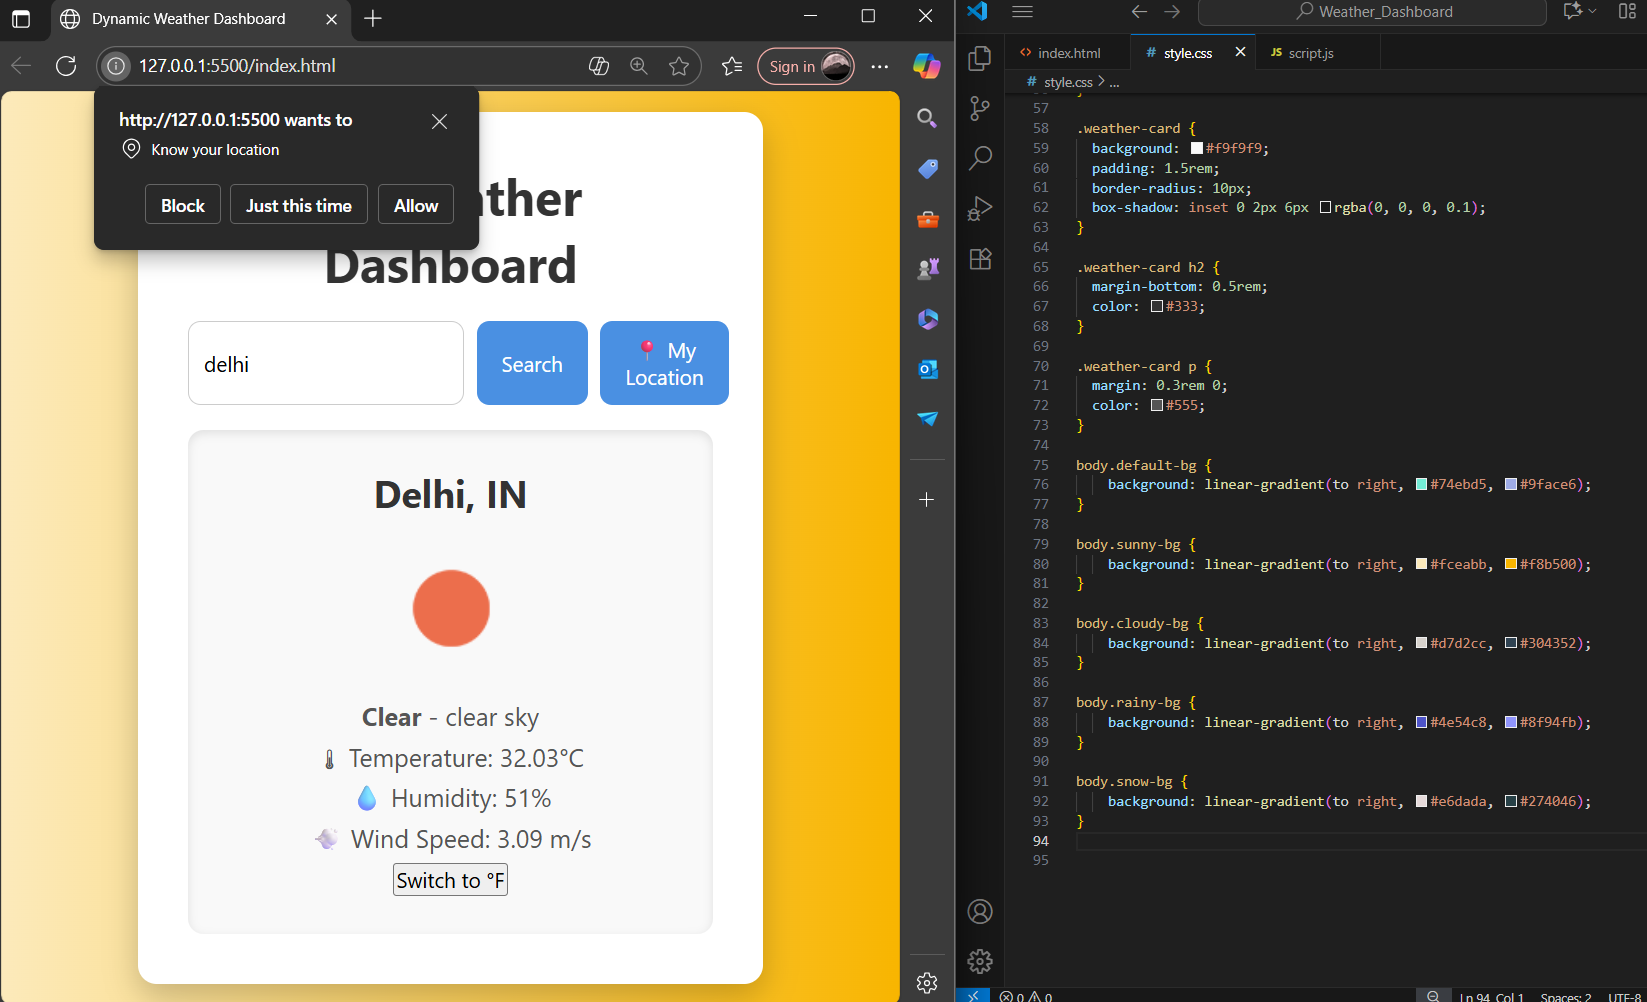 Dynamic Weather Dashboard
127.0.0.1:5500/index.html
Sign in
http://127.0.0.1:5500 wants to
Know your location
Block
Just this time
Allow
ather
Dashboard
delhi
Search
📍 My
Location
Delhi, IN
Clear - clear sky
🌡 Temperature: 32.03°C
💧 Humidity: 51%
💨 Wind Speed: 3.09 m/s
Switch to °F
Weather_Dashboard
<> index.html
# style.css
JS script.js
# style.css > ...
57
58 .weather-card {
59 background: #f9f9f9;
60 padding: 1.5rem;
61 border-radius: 10px;
62 box-shadow: inset 0 2px 6px rgba(0, 0, 0, 0.1);
63 }
64
65 .weather-card h2 {
66 margin-bottom: 0.5rem;
67 color: #333;
68 }
69
70 .weather-card p {
71 margin: 0.3rem 0;
72 color: #555;
73 }
74
75 body.default-bg {
76 background: linear-gradient(to right, #74ebd5, #9face6);
77 }
78
79 body.sunny-bg {
80 background: linear-gradient(to right, #fceabb, #f8b500);
81 }
82
83 body.cloudy-bg {
84 background: linear-gradient(to right, #d7d2cc, #304352);
85 }
86
87 body.rainy-bg {
88 background: linear-gradient(to right, #4e54c8, #8f94fb);
89 }
90
91 body.snow-bg {
92 background: linear-gradient(to right, #e6dada, #274046);
93 }
94
95
0 0
Ln 94, Col 1
Spaces: 2
UTF-8